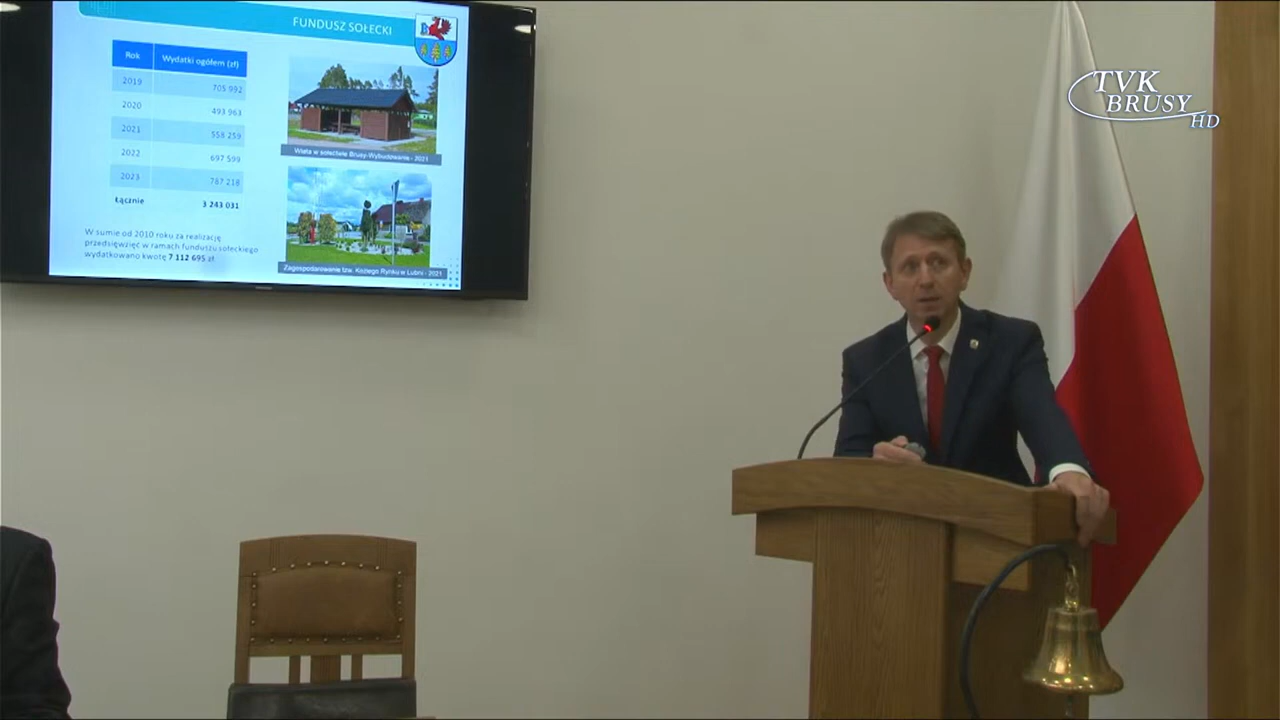 FUNDUSZ SOŁECKI
Rok Wydatki ogółem (zł)
2019 705 992
2020 493 963
2021 558 259
2022 697 599
2023 787 218
Łącznie 3 243 031
W sumie od 2010 roku za realizację
przedsięwzięć w ramach funduszu sołeckiego
wydatkowano kwotę 7 112 695 zł.
Wiata w sołectwie Brusy-Wybudowanie - 2021
Zagospodarowanie tzw. Koziego Rynku w Lubni - 2021
TVK
BRUSY
HD